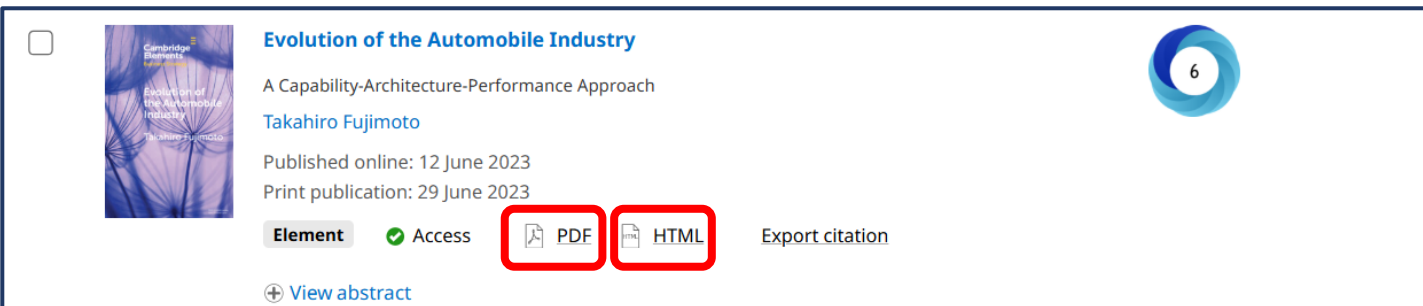 Cambridge
Elements
Evolution of
the Automobile
Industry
Takahiro Fujimoto
Evolution of the Automobile Industry
A Capability-Architecture-Performance Approach
Takahiro Fujimoto
Published online: 12 June 2023
Print publication: 29 June 2023
Element Access PDF HTML HTML Export citation
View abstract
6